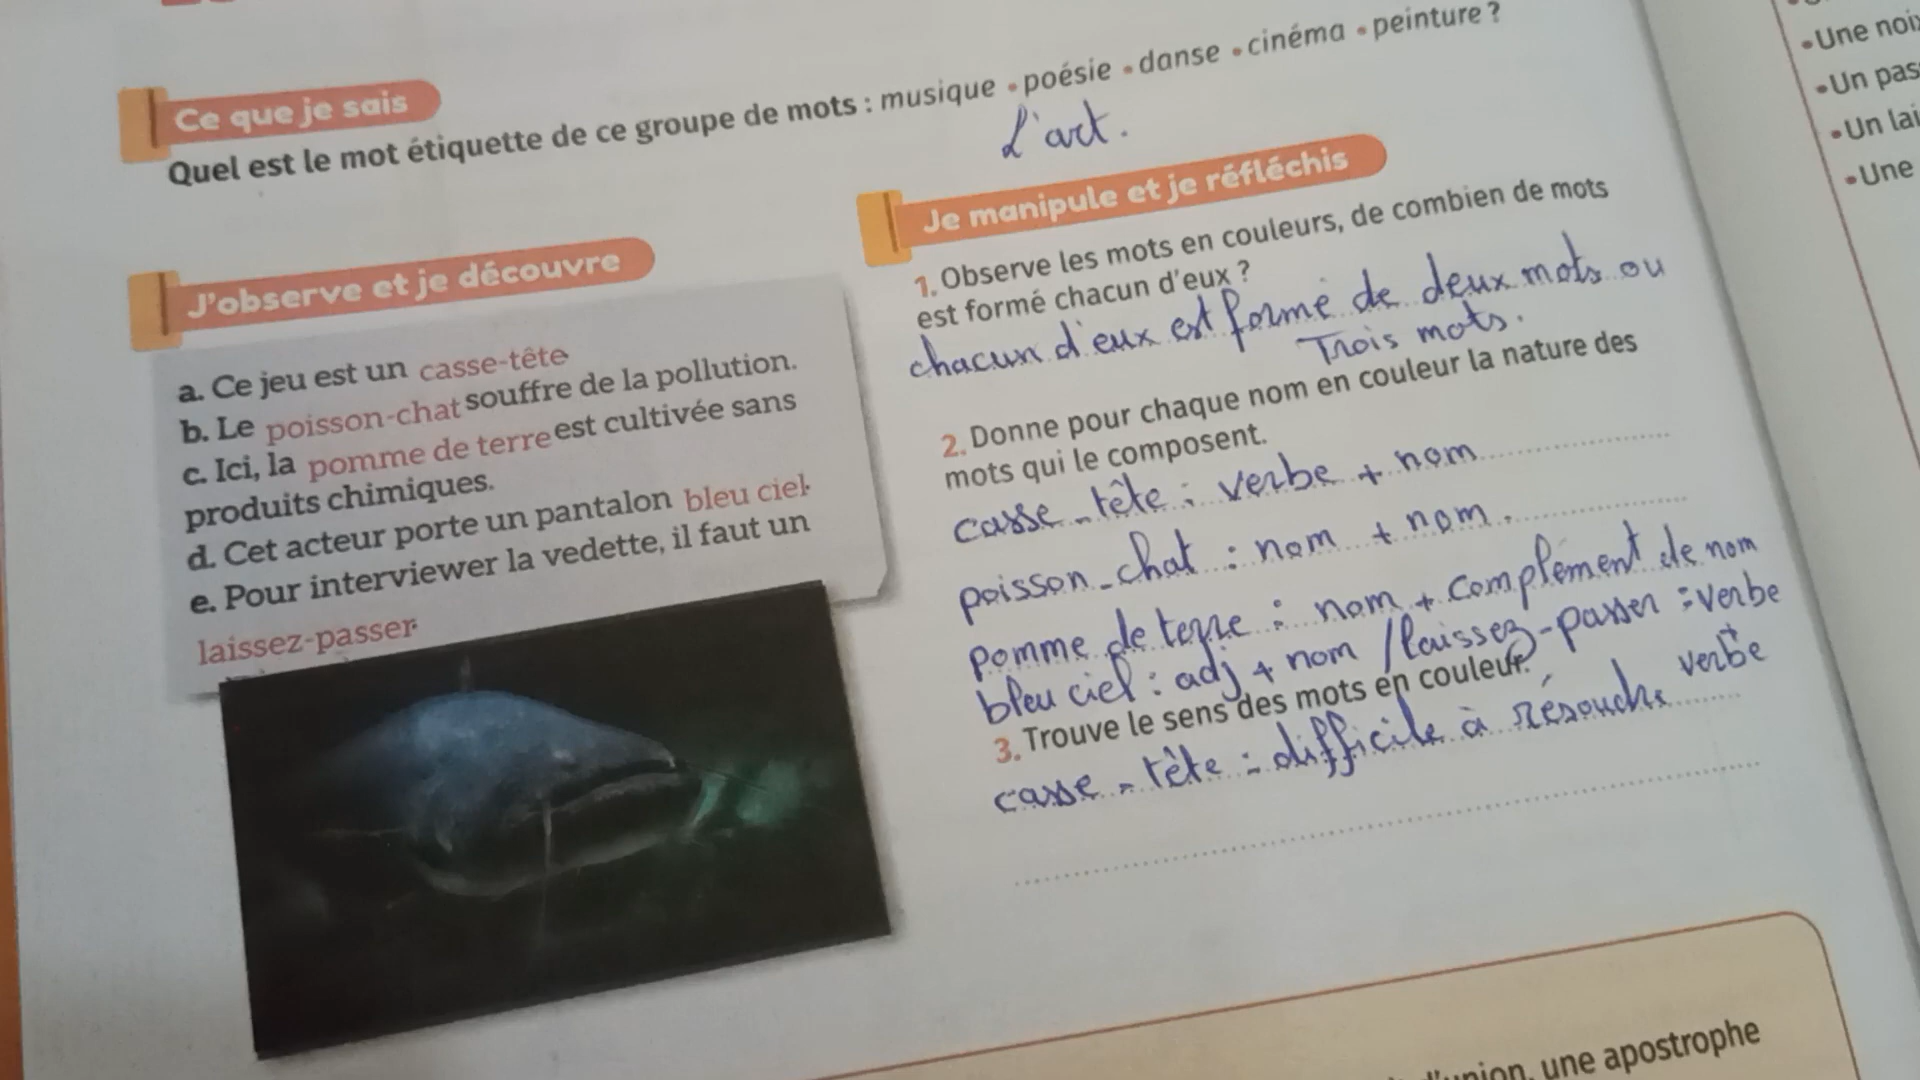 Ce que je sais
Quel est le mot étiquette de ce groupe de mots : musique • poésie • danse • cinéma • peinture ?
L'art.
J'observe et je découvre
a. Ce jeu est un casse-tête
b. Le poisson-chat souffre de la pollution.
c. Ici, la pomme de terre est cultivée sans
produits chimiques.
d. Cet acteur porte un pantalon bleu ciel.
e. Pour interviewer la vedette, il faut un
laissez-passer.
Je manipule et je réfléchis
1. Observe les mots en couleurs, de combien de mots
est formé chacun d'eux ?
chacun d'eux est formé de deux mots ou
Trois mots.
2. Donne pour chaque nom en couleur la nature des
mots qui le composent.
casse-tête : verbe + nom
poisson-chat : nom + nom.
pomme de terre : nom + complément de nom
bleu ciel : adj + nom / laissez-passer : verbe
+ verbe
3. Trouve le sens des mots en couleur.
casse-tête : difficile à résoudre
d'union, une apostrophe
• Une noix
• Un pas
• Un lai
• Une